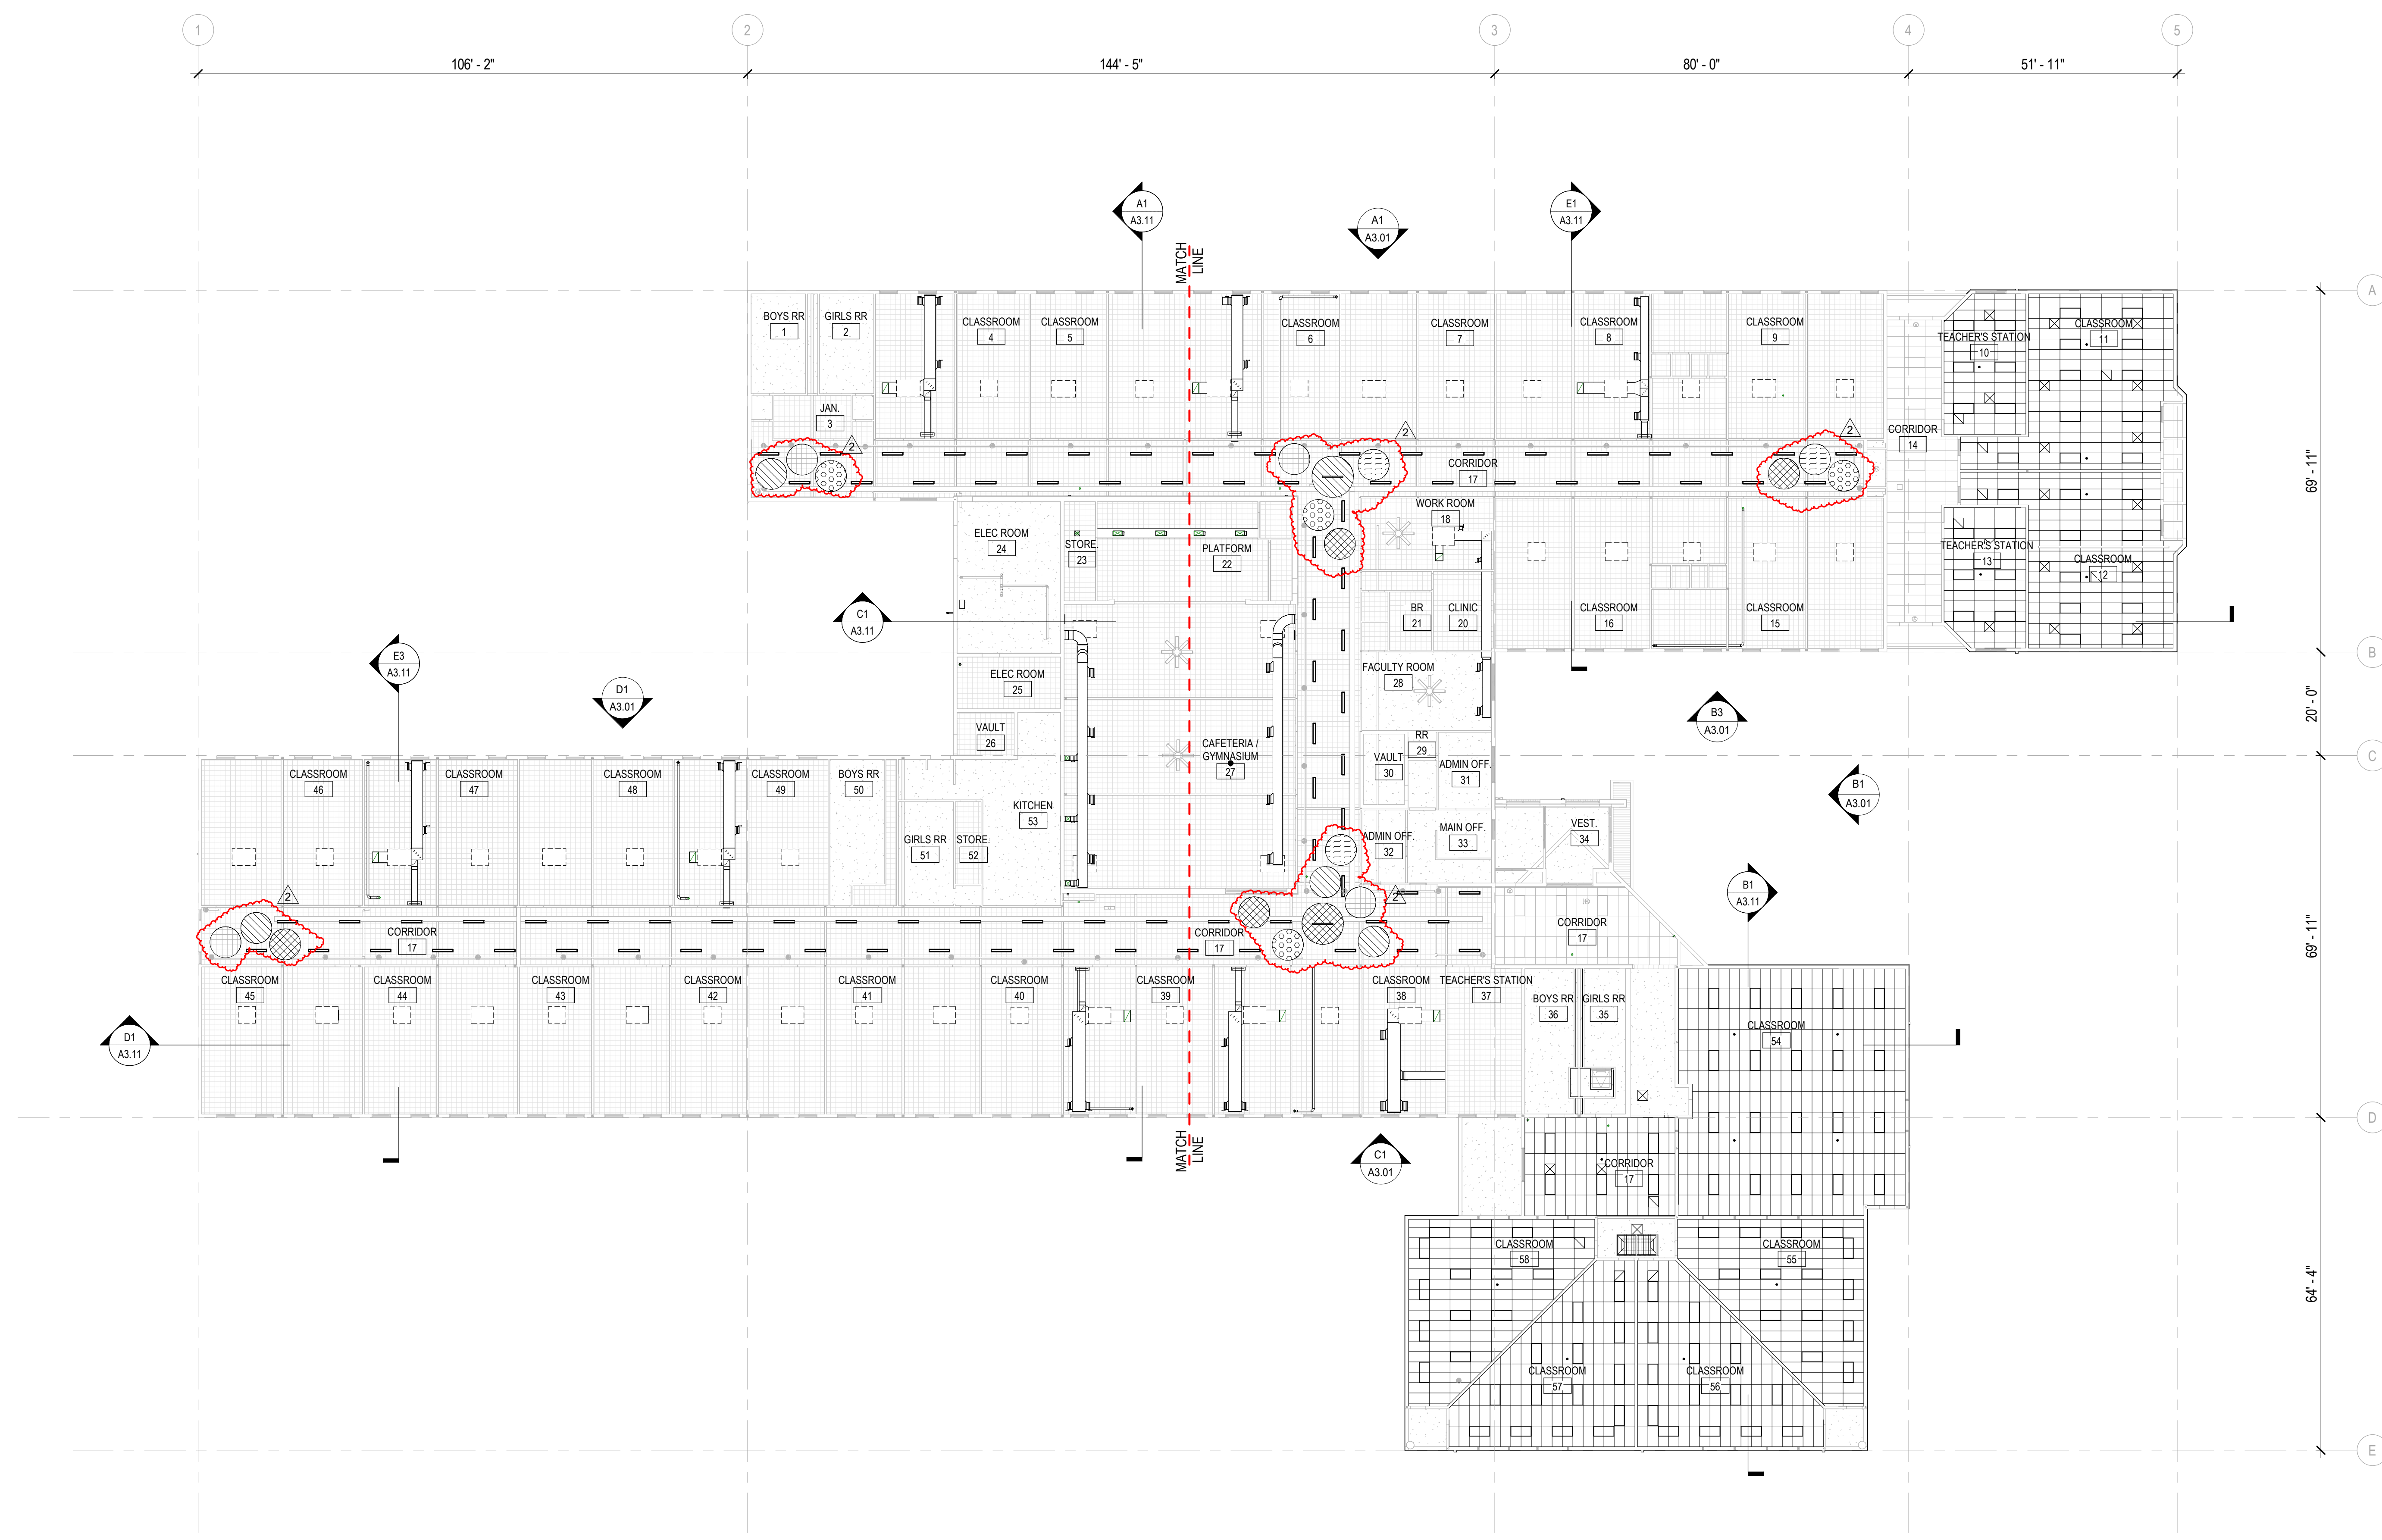 1
2
3
4
5
106' - 2"
144' - 5"
80' - 0"
51' - 11"
A1
A3.11
A1
A3.01
E1
A3.11
MATCH
LINE
A
BOYS RR
1
GIRLS RR
2
CLASSROOM
4
CLASSROOM
5
CLASSROOM
6
CLASSROOM
7
CLASSROOM
8
CLASSROOM
9
TEACHER'S STATION
10
CLASSROOM
11
JAN.
3
2
2
2
CORRIDOR
14
CORRIDOR
17
69' - 11"
WORK ROOM
18
ELEC ROOM
24
STORE.
23
PLATFORM
22
TEACHER'S STATION
13
CLASSROOM
12
C1
A3.11
BR
21
CLINIC
20
CLASSROOM
16
CLASSROOM
15
E3
A3.11
B
ELEC ROOM
25
FACULTY ROOM
28
D1
A3.01
B3
A3.01
20' - 0"
VAULT
26
CAFETERIA /
GYMNASIUM
27
RR
29
VAULT
30
ADMIN OFF.
31
C
CLASSROOM
46
CLASSROOM
47
CLASSROOM
48
CLASSROOM
49
BOYS RR
50
B1
A3.01
KITCHEN
53
GIRLS RR
51
STORE.
52
ADMIN OFF.
32
MAIN OFF.
33
VEST.
34
2
2
B1
A3.11
CORRIDOR
17
CORRIDOR
17
CORRIDOR
17
69' - 11"
CLASSROOM
45
CLASSROOM
44
CLASSROOM
43
CLASSROOM
42
CLASSROOM
41
CLASSROOM
40
CLASSROOM
39
CLASSROOM
38
TEACHER'S STATION
37
BOYS RR
36
GIRLS RR
35
CLASSROOM
54
D1
A3.11
D
MATCH
LINE
C1
A3.01
CORRIDOR
17
CLASSROOM
58
CLASSROOM
55
64' - 4"
CLASSROOM
57
CLASSROOM
56
E